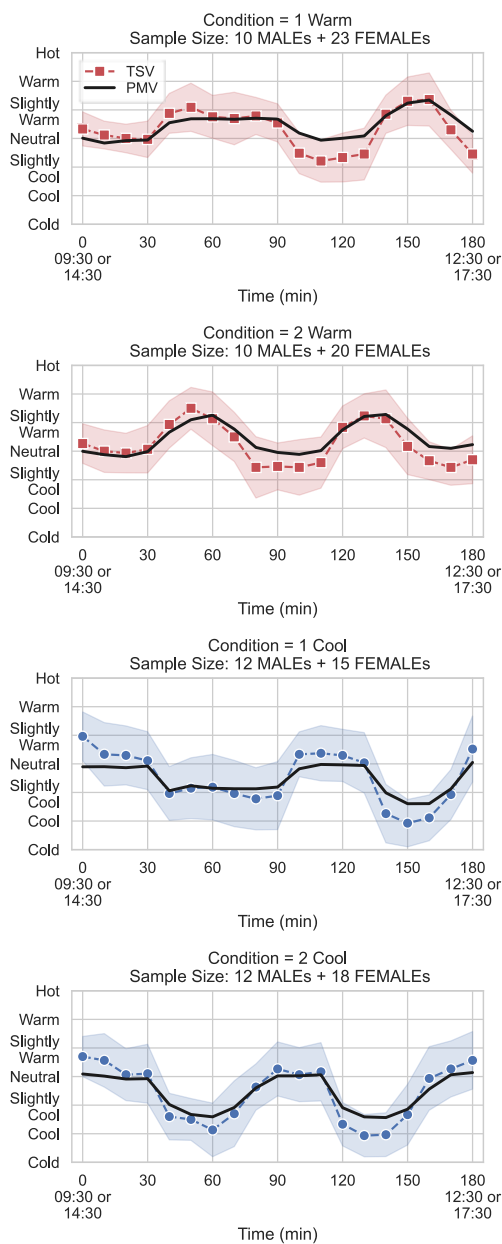 Condition = 1 Warm
Sample Size: 10 MALEs + 23 FEMALEs
Hot
Warm
Slightly
Warm
Neutral
Slightly
Cool
Cool
Cold
TSV
PMV
0 30 60 90 120 150 180
09:30 or 12:30 or
14:30 17:30
Time (min)
Condition = 2 Warm
Sample Size: 10 MALEs + 20 FEMALEs
Hot
Warm
Slightly
Warm
Neutral
Slightly
Cool
Cool
Cold
0 30 60 90 120 150 180
09:30 or 12:30 or
14:30 17:30
Time (min)
Condition = 1 Cool
Sample Size: 12 MALEs + 15 FEMALEs
Hot
Warm
Slightly
Warm
Neutral
Slightly
Cool
Cool
Cold
0 30 60 90 120 150 180
09:30 or 12:30 or
14:30 17:30
Time (min)
Condition = 2 Cool
Sample Size: 12 MALEs + 18 FEMALEs
Hot
Warm
Slightly
Warm
Neutral
Slightly
Cool
Cool
Cold
0 30 60 90 120 150 180
09:30 or 12:30 or
14:30 17:30
Time (min)